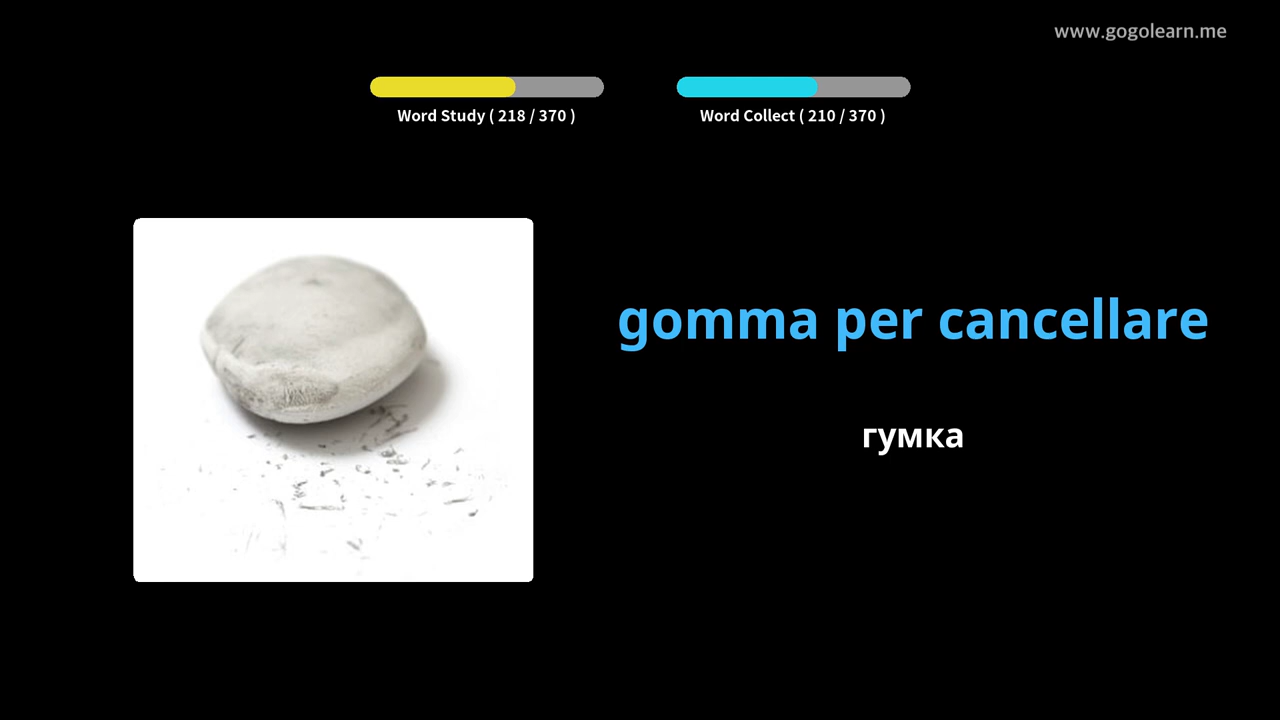 www.gogolearn.me
Word Study ( 218 / 370 )
Word Collect ( 210 / 370 )
gomma per cancellare
гумка